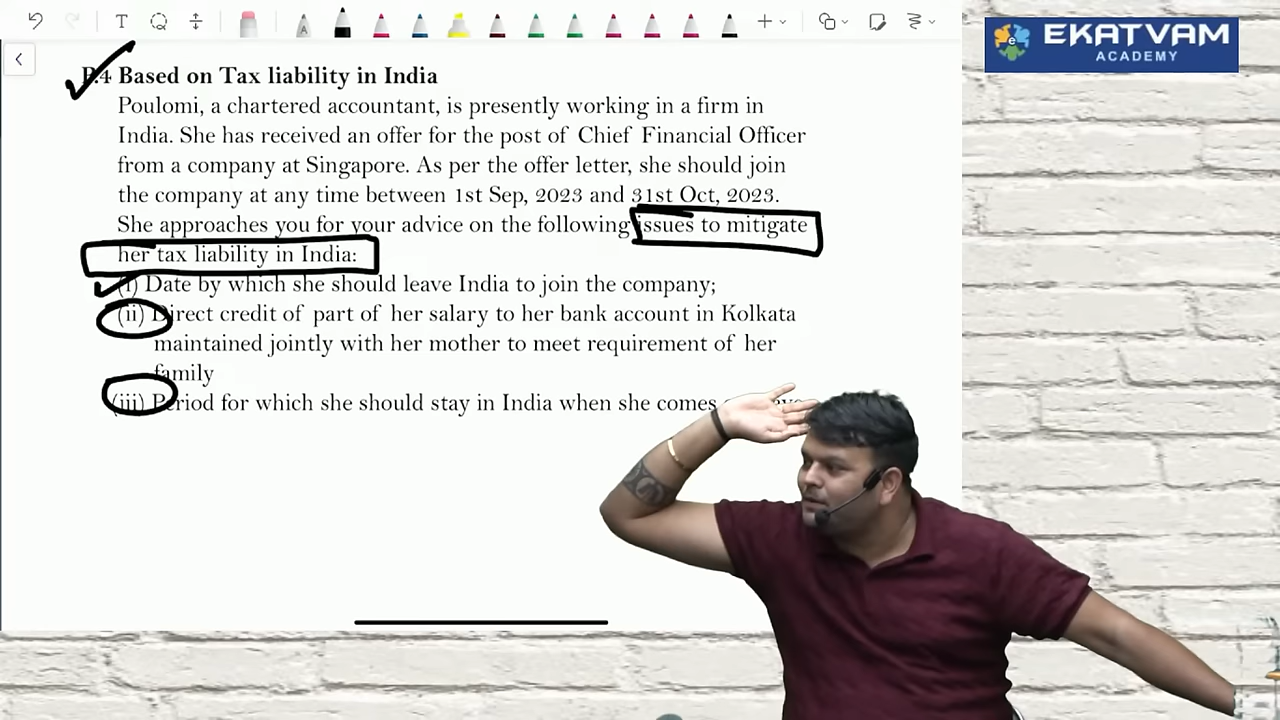 EKATVAM
ACADEMY
P.4 Based on Tax liability in India
Poulomi, a chartered accountant, is presently working in a firm in
India. She has received an offer for the post of Chief Financial Officer
from a company at Singapore. As per the offer letter, she should join
the company at any time between 1st Sep, 2023 and 31st Oct, 2023.
She approaches you for your advice on the following issues to mitigate
her tax liability in India:
(i) Date by which she should leave India to join the company;
(ii) Direct credit of part of her salary to her bank account in Kolkata
maintained jointly with her mother to meet requirement of her
family
(iii) Period for which she should stay in India when she comes